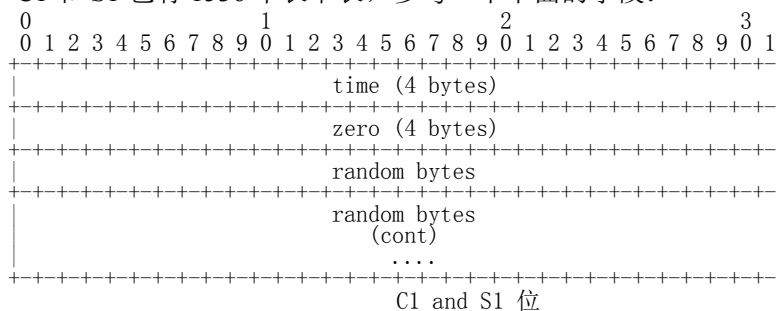 0 1 2 3
0 1 2 3 4 5 6 7 8 9 0 1 2 3 4 5 6 7 8 9 0 1 2 3 4 5 6 7 8 9 0 1
+-+-+-+-+-+-+-+-+-+-+-+-+-+-+-+-+-+-+-+-+-+-+-+-+-+-+-+-+-+-+-+-
| time (4 bytes)
+-+-+-+-+-+-+-+-+-+-+-+-+-+-+-+-+-+-+-+-+-+-+-+-+-+-+-+-+-+-+-+-
| zero (4 bytes)
+-+-+-+-+-+-+-+-+-+-+-+-+-+-+-+-+-+-+-+-+-+-+-+-+-+-+-+-+-+-+-+-
| random bytes
+-+-+-+-+-+-+-+-+-+-+-+-+-+-+-+-+-+-+-+-+-+-+-+-+-+-+-+-+-+-+-+-
| random bytes
| (cont)
| ....
+-+-+-+-+-+-+-+-+-+-+-+-+-+-+-+-+-+-+-+-+-+-+-+-+-+-+-+-+-+-+-+-
C1 and S1 位